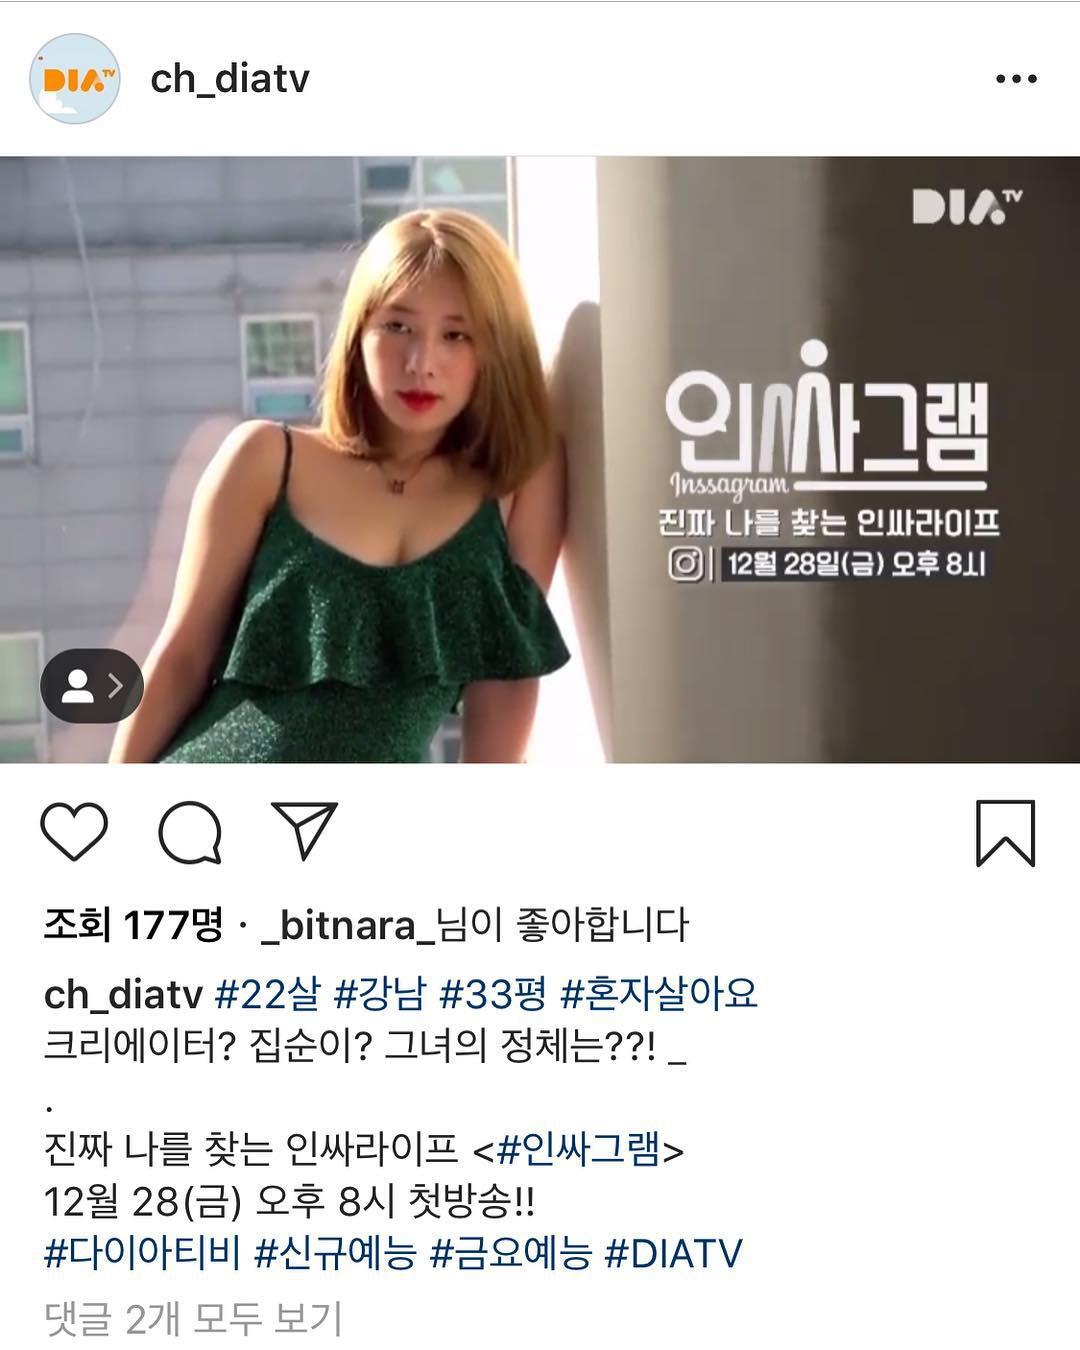 DIA TV
ch_diatv
DIA TV
인싸그램
Inssagram
진짜 나를 찾는 인싸라이프
12월 28일(금) 오후 8시
조회 177명 · _bitnara_님이 좋아합니다
ch_diatv #22살 #강남 #33평 #혼자살아요
크리에이터? 집순이? 그녀의 정체는??! _
.
진짜 나를 찾는 인싸라이프 <#인싸그램>
12월 28(금) 오후 8시 첫방송!!
#다이아티비 #신규예능 #금요예능 #DIATV
댓글 2개 모두 보기